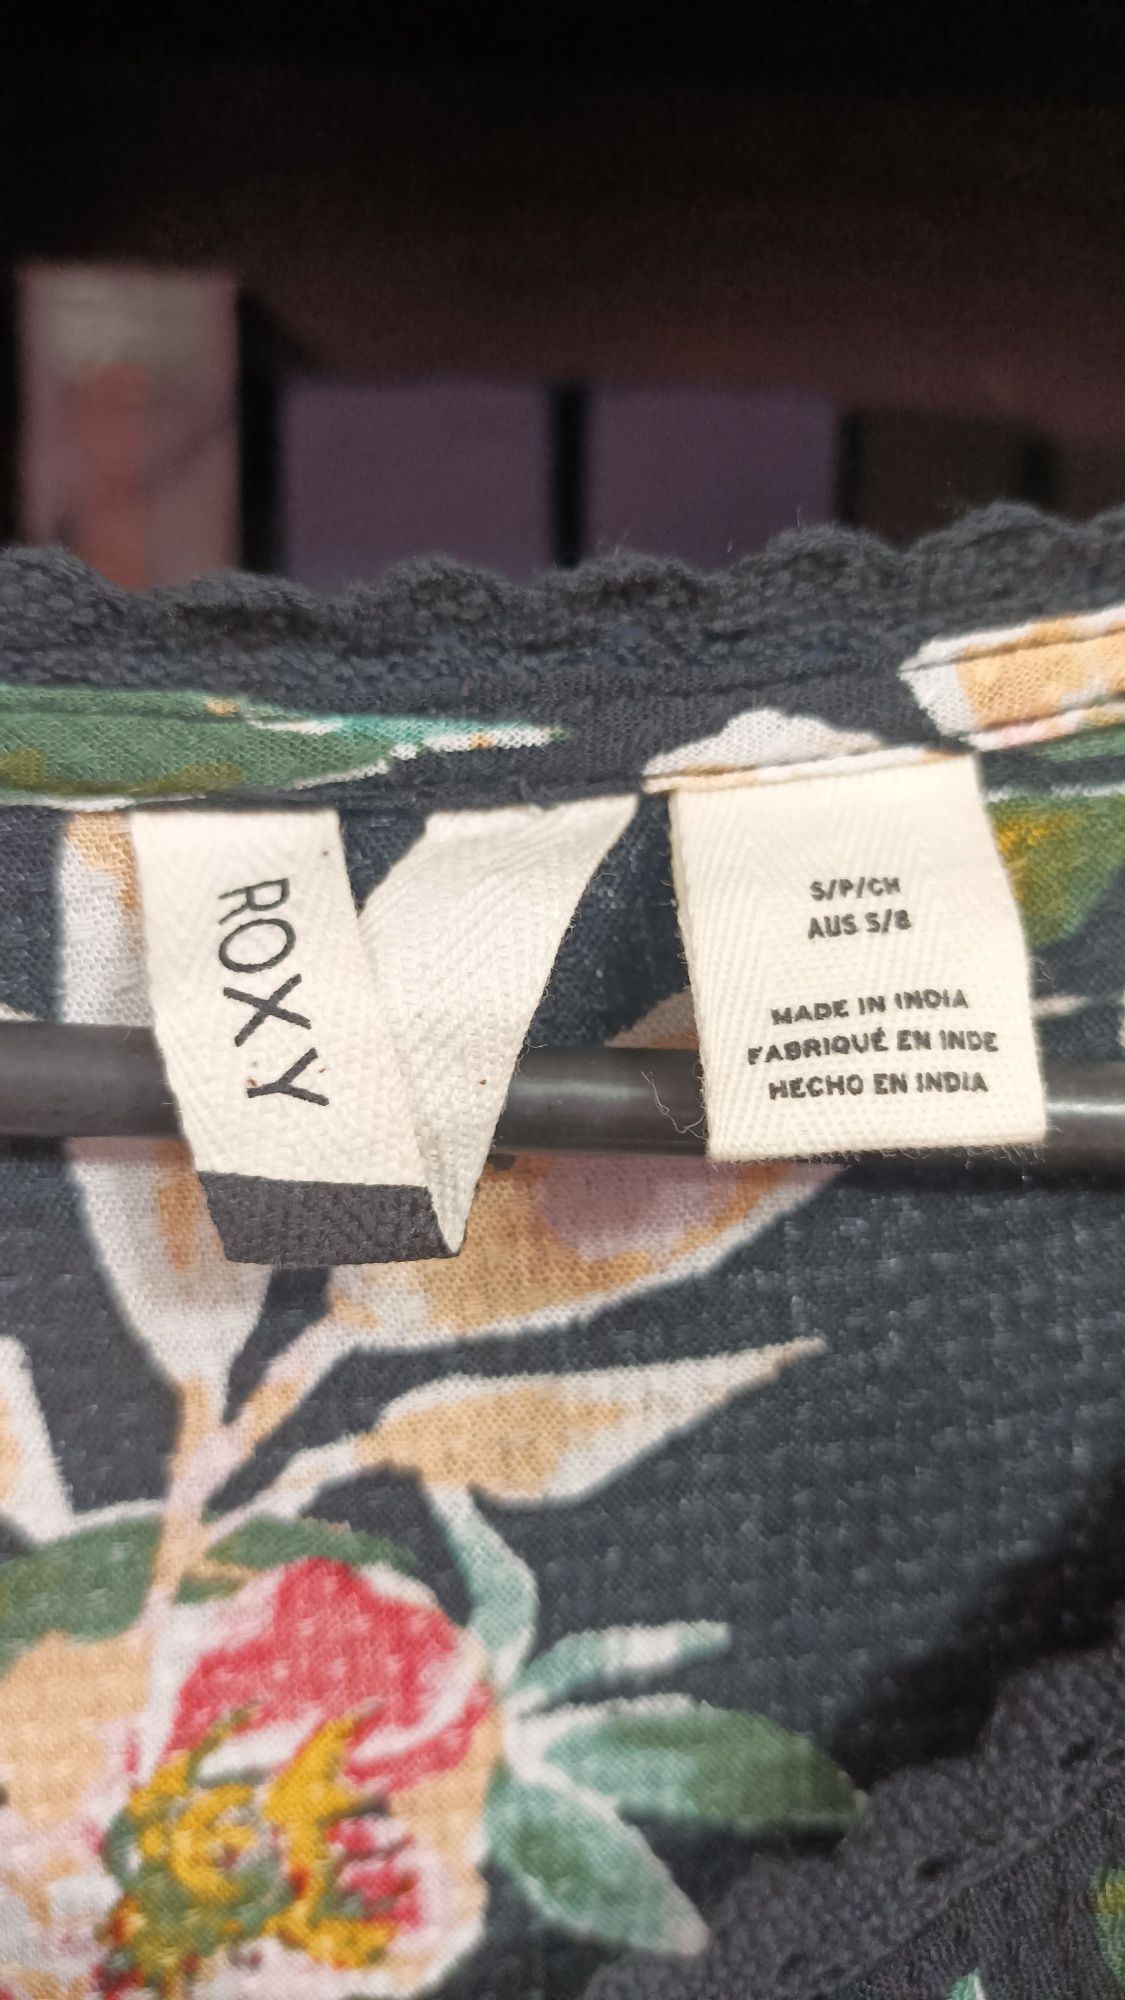 ROXY
S/P/CH
AUS S/8
MADE IN INDIA
FABRIQUÉ EN INDE
HECHO EN INDIA